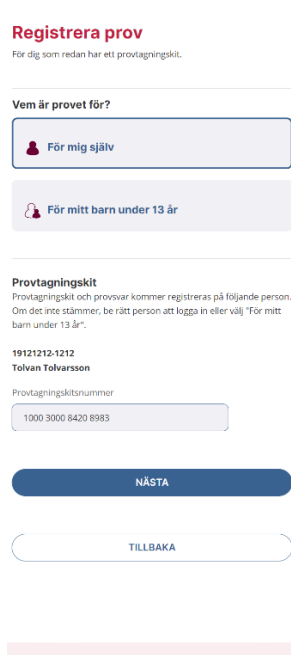 Registrera prov
För dig som redan har ett provtagningskit.
Vem är provet för?
För mig själv
För mitt barn under 13 år
Provtagningskit
Provtagningskit och provsvar kommer registreras på följande person.
Om det inte stämmer, be rätt person att logga in eller välj "För mitt
barn under 13 år".
19121212-1212
Tolvan Tolvarsson
Provtagningskitsnummer
1000 3000 8420 8983
NÄSTA
TILLBAKA